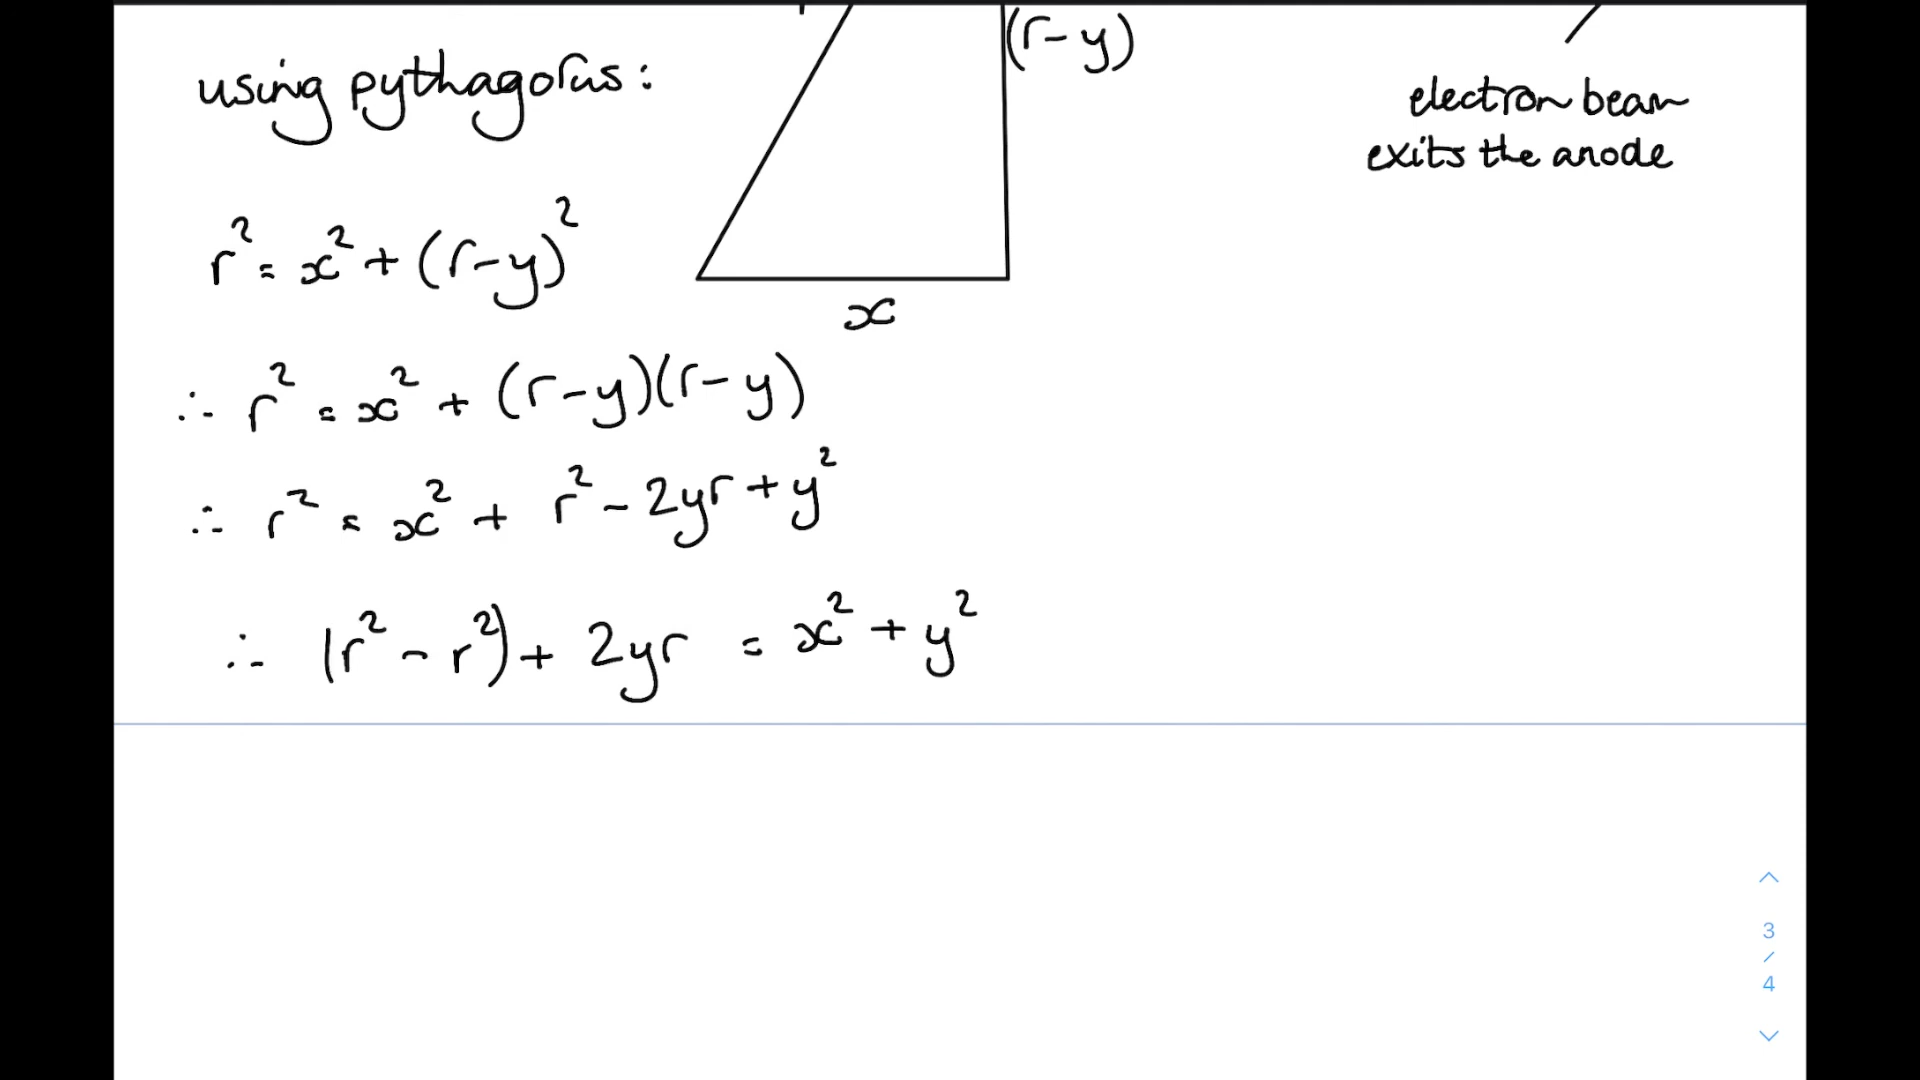 (r-y)
using pythagoras:
electron beam
exits the anode
r² = x² + (r-y)²
x
∴ r² = x² + (r-y)(r-y)
∴ r² = x² + r² - 2yr + y²
∴ (r² - r²) + 2yr = x² + y²
3
/
4